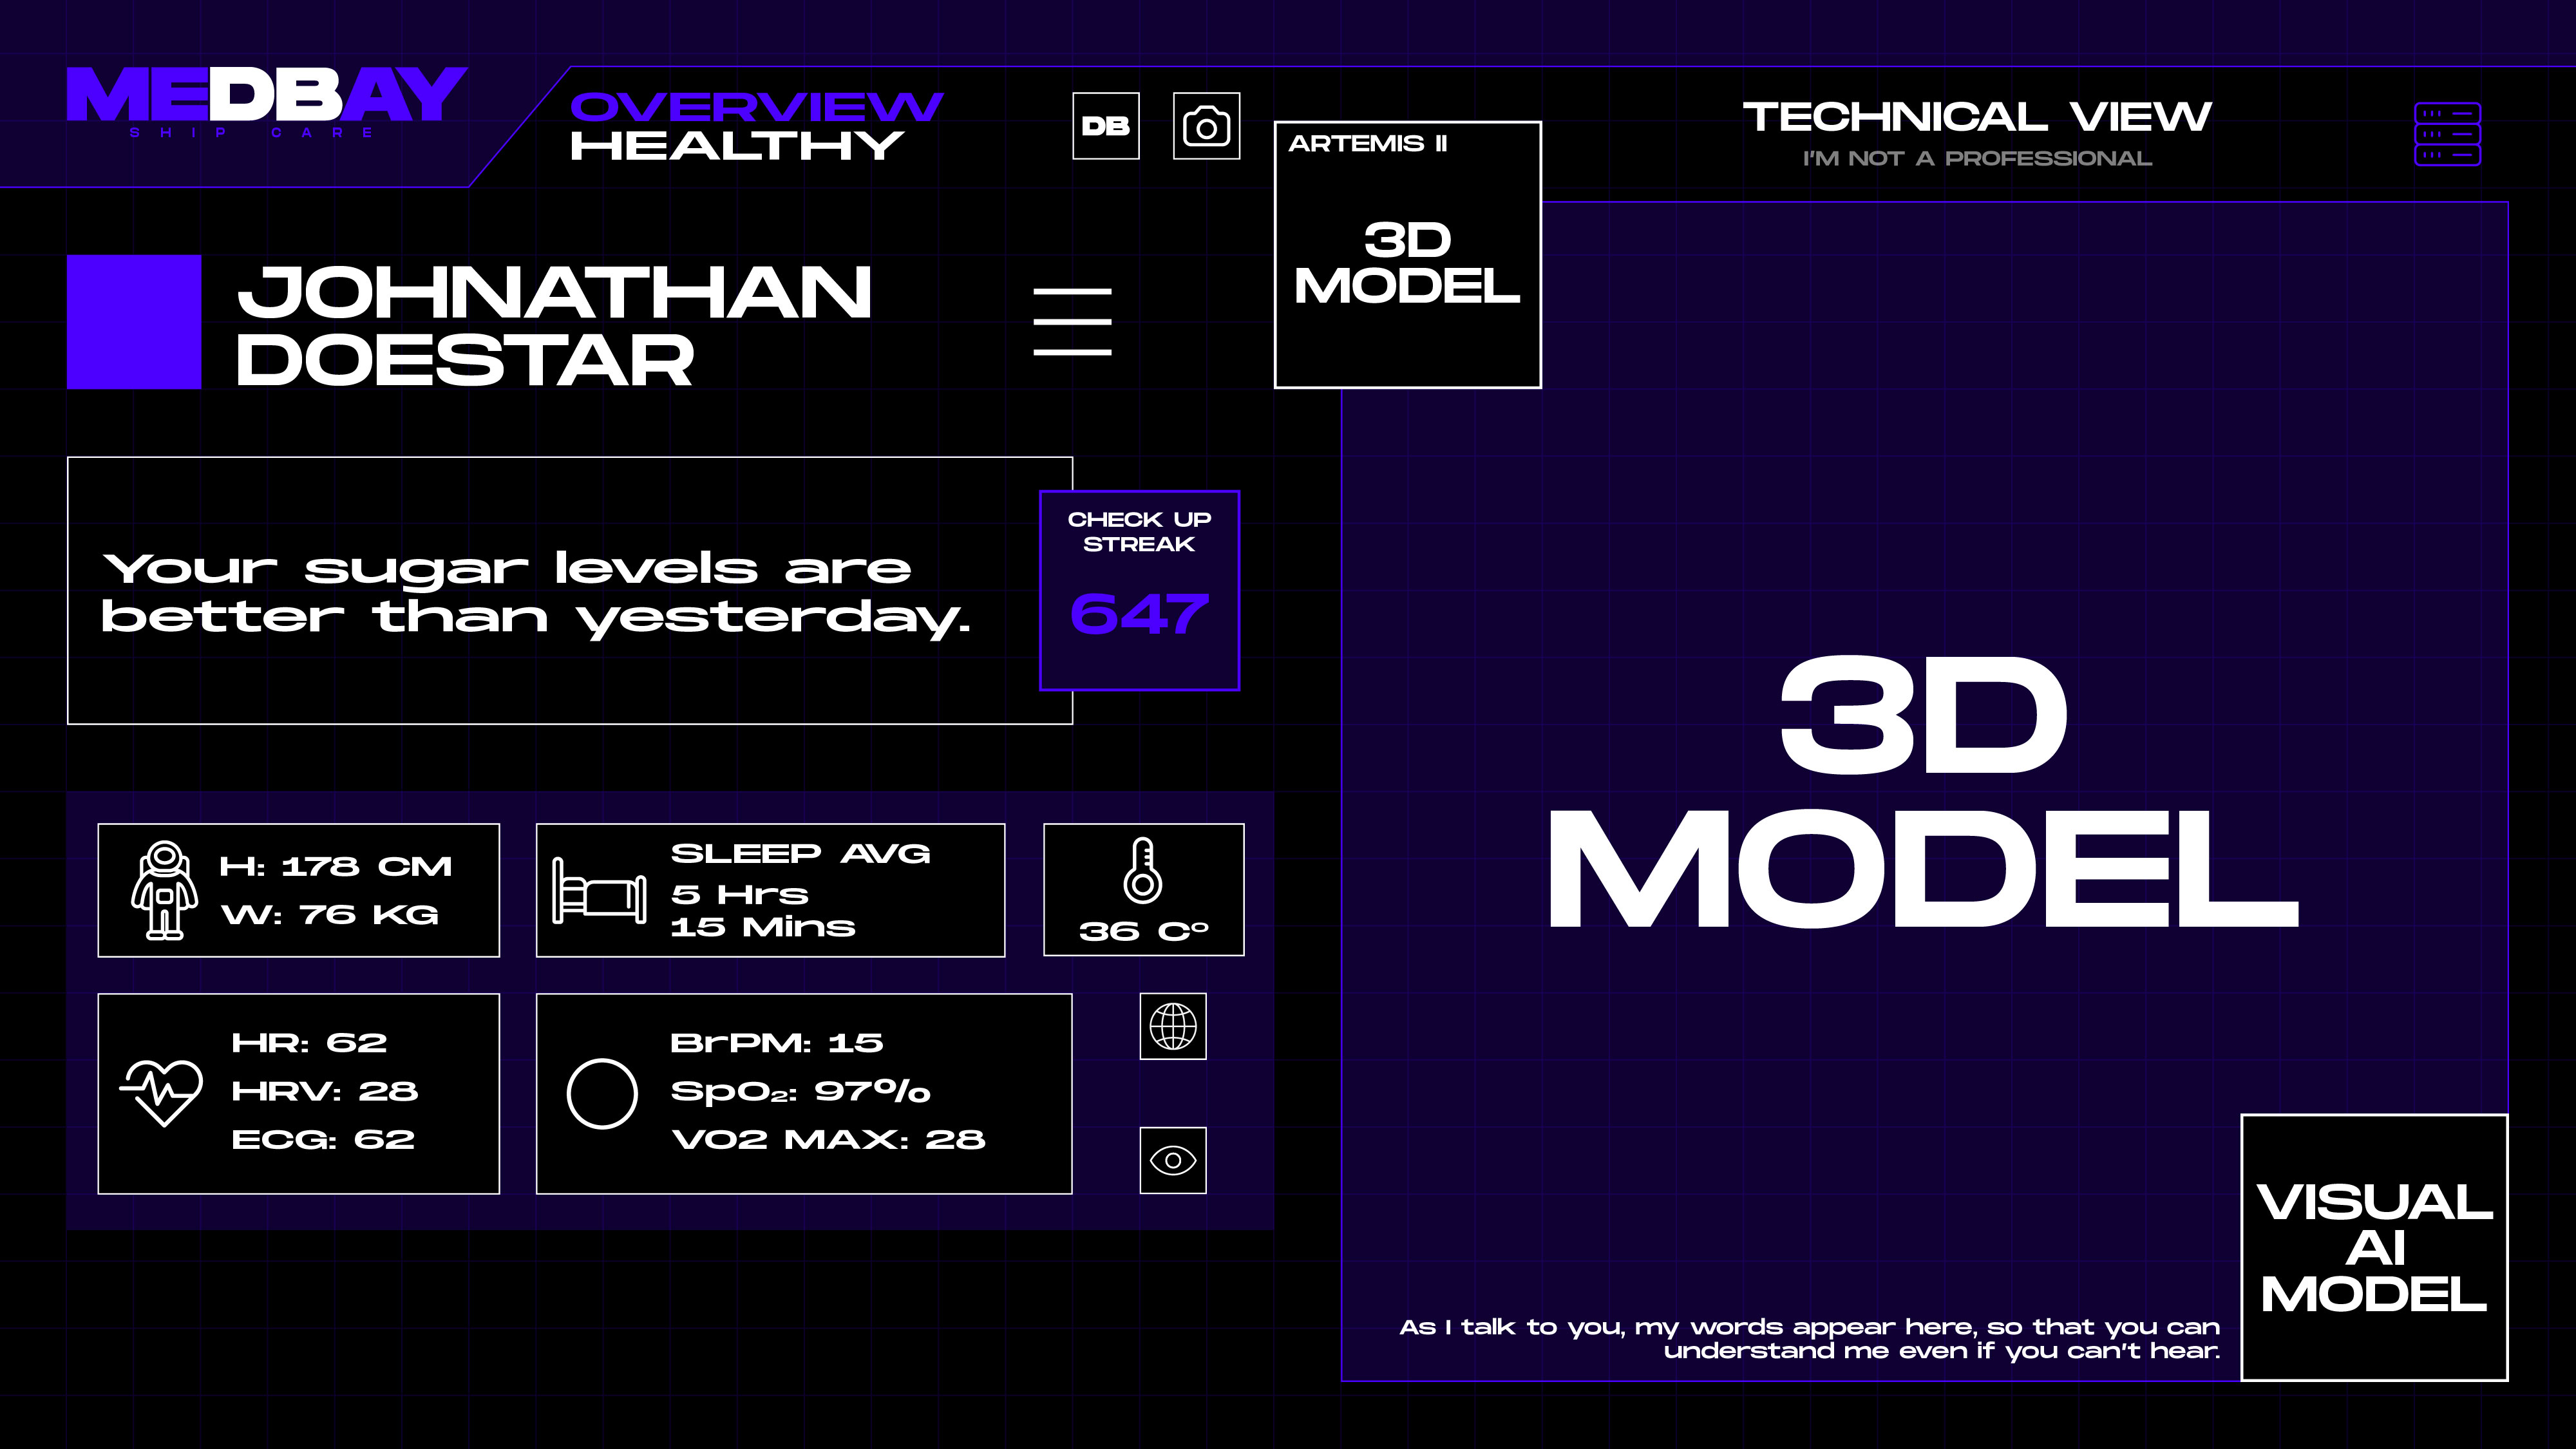 MEDBAY
SHIP CARE
OVERVIEW
HEALTHY
DB
ARTEMIS II
3D
MODEL
TECHNICAL VIEW
I'M NOT A PROFESSIONAL
JOHNATHAN
DOESTAR
Your sugar levels are
better than yesterday.
CHECK UP
STREAK
647
H: 178 CM
W: 76 KG
SLEEP AVG
5 Hrs
15 Mins
36 Cº
HR: 62
HRV: 28
ECG: 62
BrPM: 15
SpO₂: 97%
VO2 MAX: 28
3D
MODEL
VISUAL
AI
MODEL
As I talk to you, my words appear here, so that you can
understand me even if you can't hear.